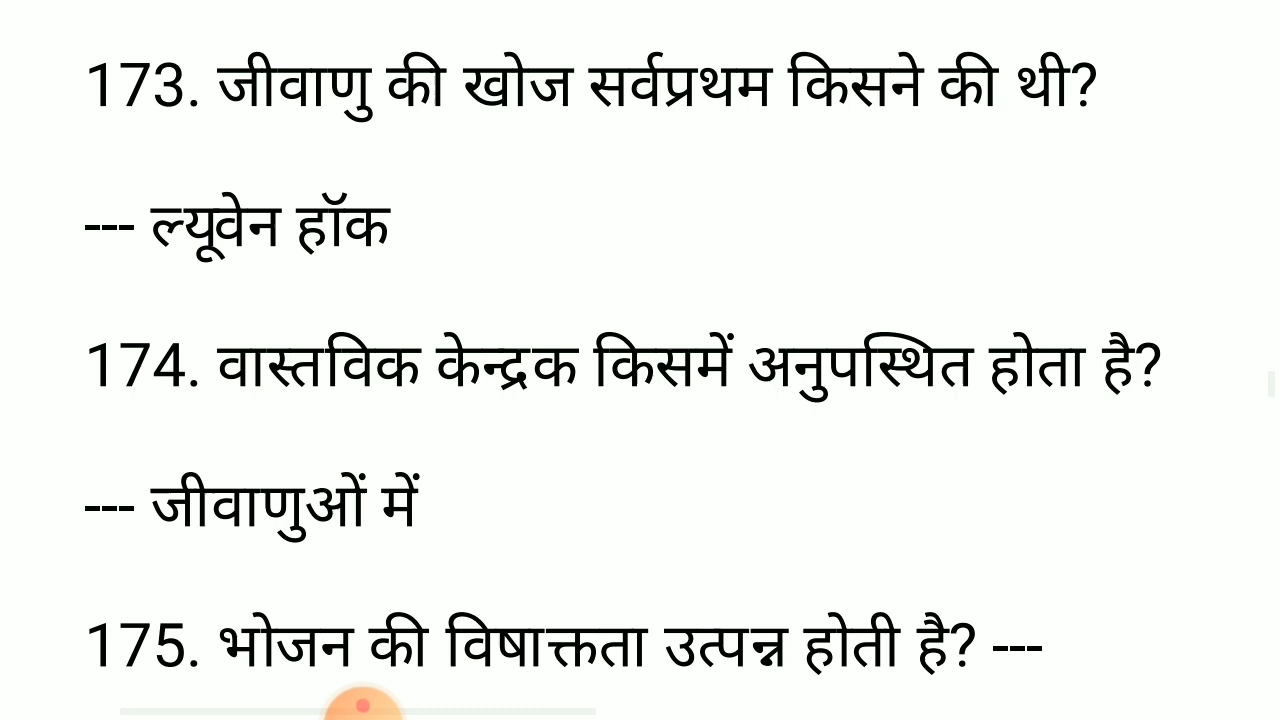 173. जीवाणु की खोज सर्वप्रथम किसने की थी?
--- ल्यूवेन हॉक
174. वास्तविक केन्द्रक किसमें अनुपस्थित होता है?
--- जीवाणुओं में
175. भोजन की विषाक्तता उत्पन्न होती है? ---